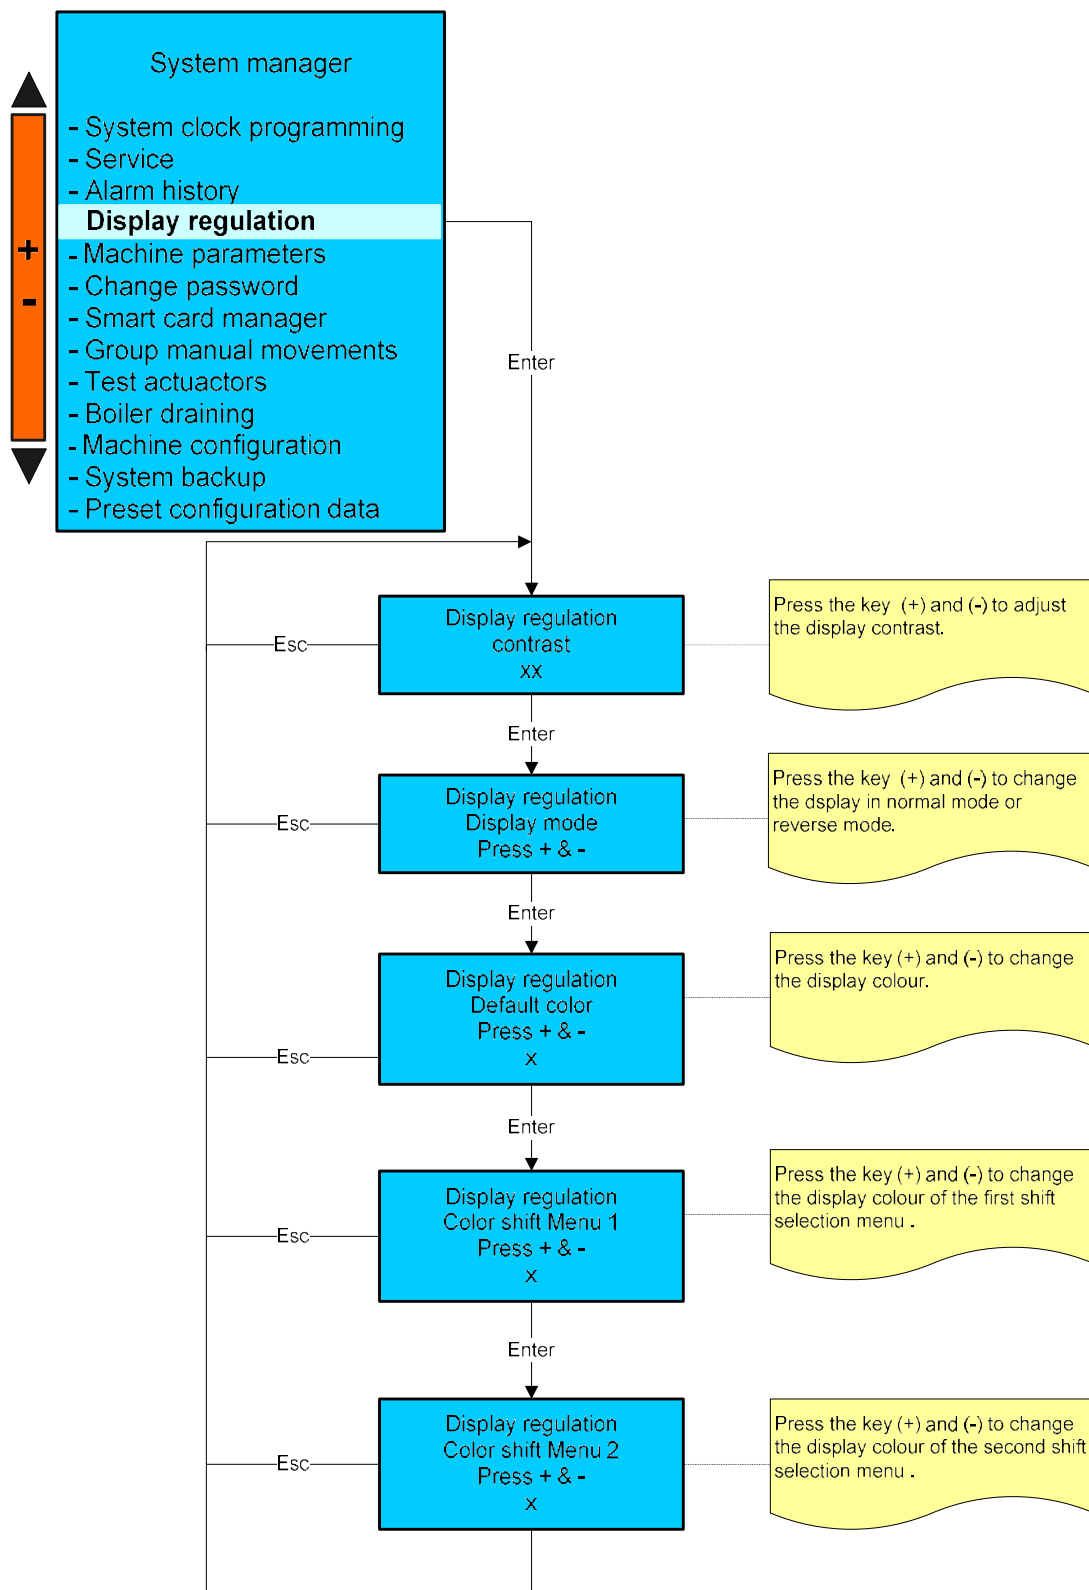 System manager
- System clock programming
- Service
- Alarm history
Display regulation
- Machine parameters
- Change password
- Smart card manager
- Group manual movements
- Test actuactors
- Boiler draining
- Machine configuration
- System backup
- Preset configuration data
+
-
Enter
Display regulation
contrast
xx
Esc
Press the key (+) and (-) to adjust
the display contrast.
Enter
Display regulation
Display mode
Press + & -
Esc
Press the key (+) and (-) to change
the dsplay in normal mode or
reverse mode.
Enter
Display regulation
Default color
Press + & -
x
Esc
Press the key (+) and (-) to change
the display colour.
Enter
Display regulation
Color shift Menu 1
Press + & -
x
Esc
Press the key (+) and (-) to change
the display colour of the first shift
selection menu .
Enter
Display regulation
Color shift Menu 2
Press + & -
x
Esc
Press the key (+) and (-) to change
the display colour of the second shift
selection menu .